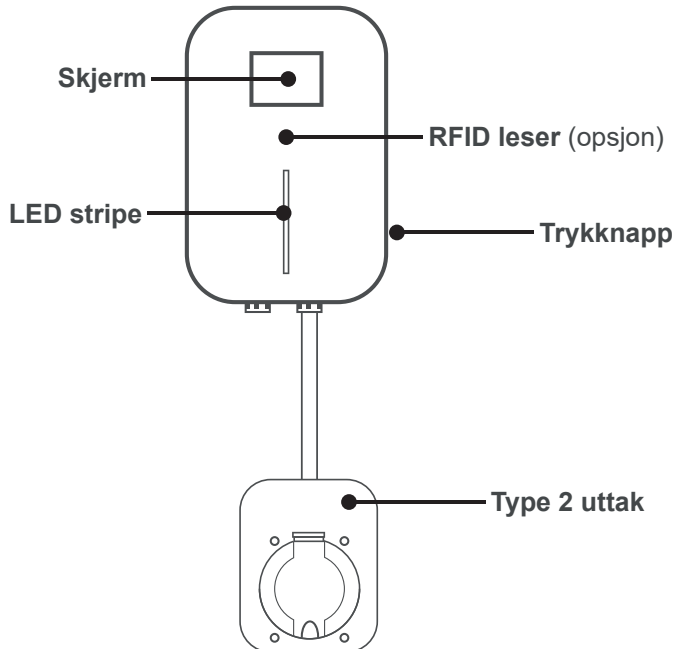 Skjerm
RFID leser (opsjon)
LED stripe
Trykknapp
Type 2 uttak